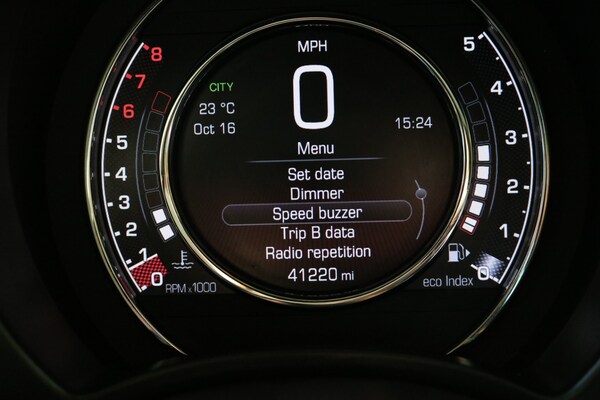 MPH
0
CITY
23 °C
Oct 16
15:24
Menu
Set date
Dimmer
Speed buzzer
Trip B data
Radio repetition
41220 mi
8
7
6
5
4
3
2
1
0
RPM x1000
5
4
3
2
1
0
eco Index